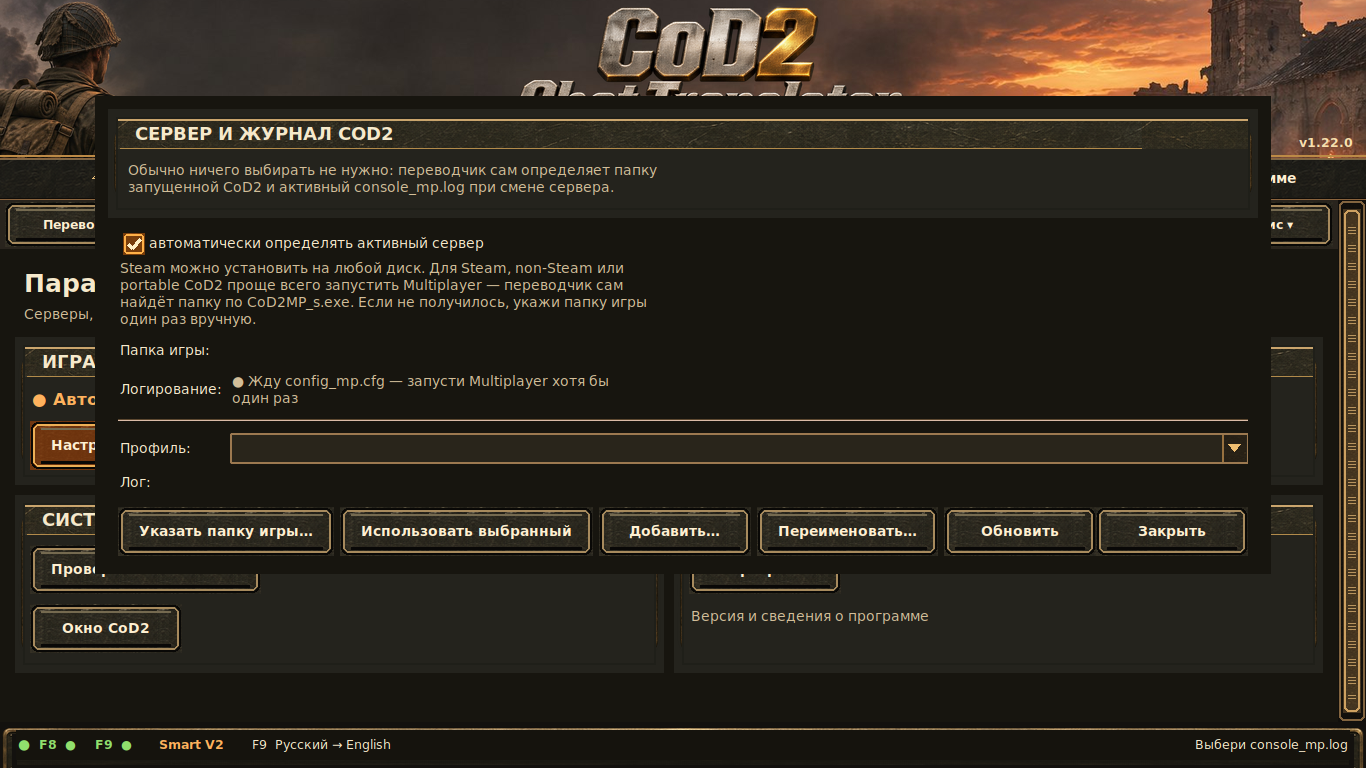 CoD2
Chat Translator
v1.22.0
СЕРВЕР И ЖУРНАЛ COD2
Обычно ничего выбирать не нужно: переводчик сам определяет папку
запущенной CoD2 и активный console_mp.log при смене сервера.
автоматически определять активный сервер
Steam можно установить на любой диск. Для Steam, non-Steam или
portable CoD2 проще всего запустить Multiplayer — переводчик сам
найдёт папку по CoD2MP_s.exe. Если не получилось, укажи папку игры
один раз вручную.
Папка игры:
Логирование:
● Жду config_mp.cfg — запусти Multiplayer хотя бы
один раз
Профиль:
Лог:
Указать папку игры...
Использовать выбранный
Добавить...
Переименовать...
Обновить
Закрыть
Перево
Пара
Серверы,
ИГРА
● Авто
Настр
СИСТ
Прове
Окно CoD2
мме
ис ▾
Версия и сведения о программе
● F8 ● F9 ● Smart V2 F9 Русский → English
Выбери console_mp.log